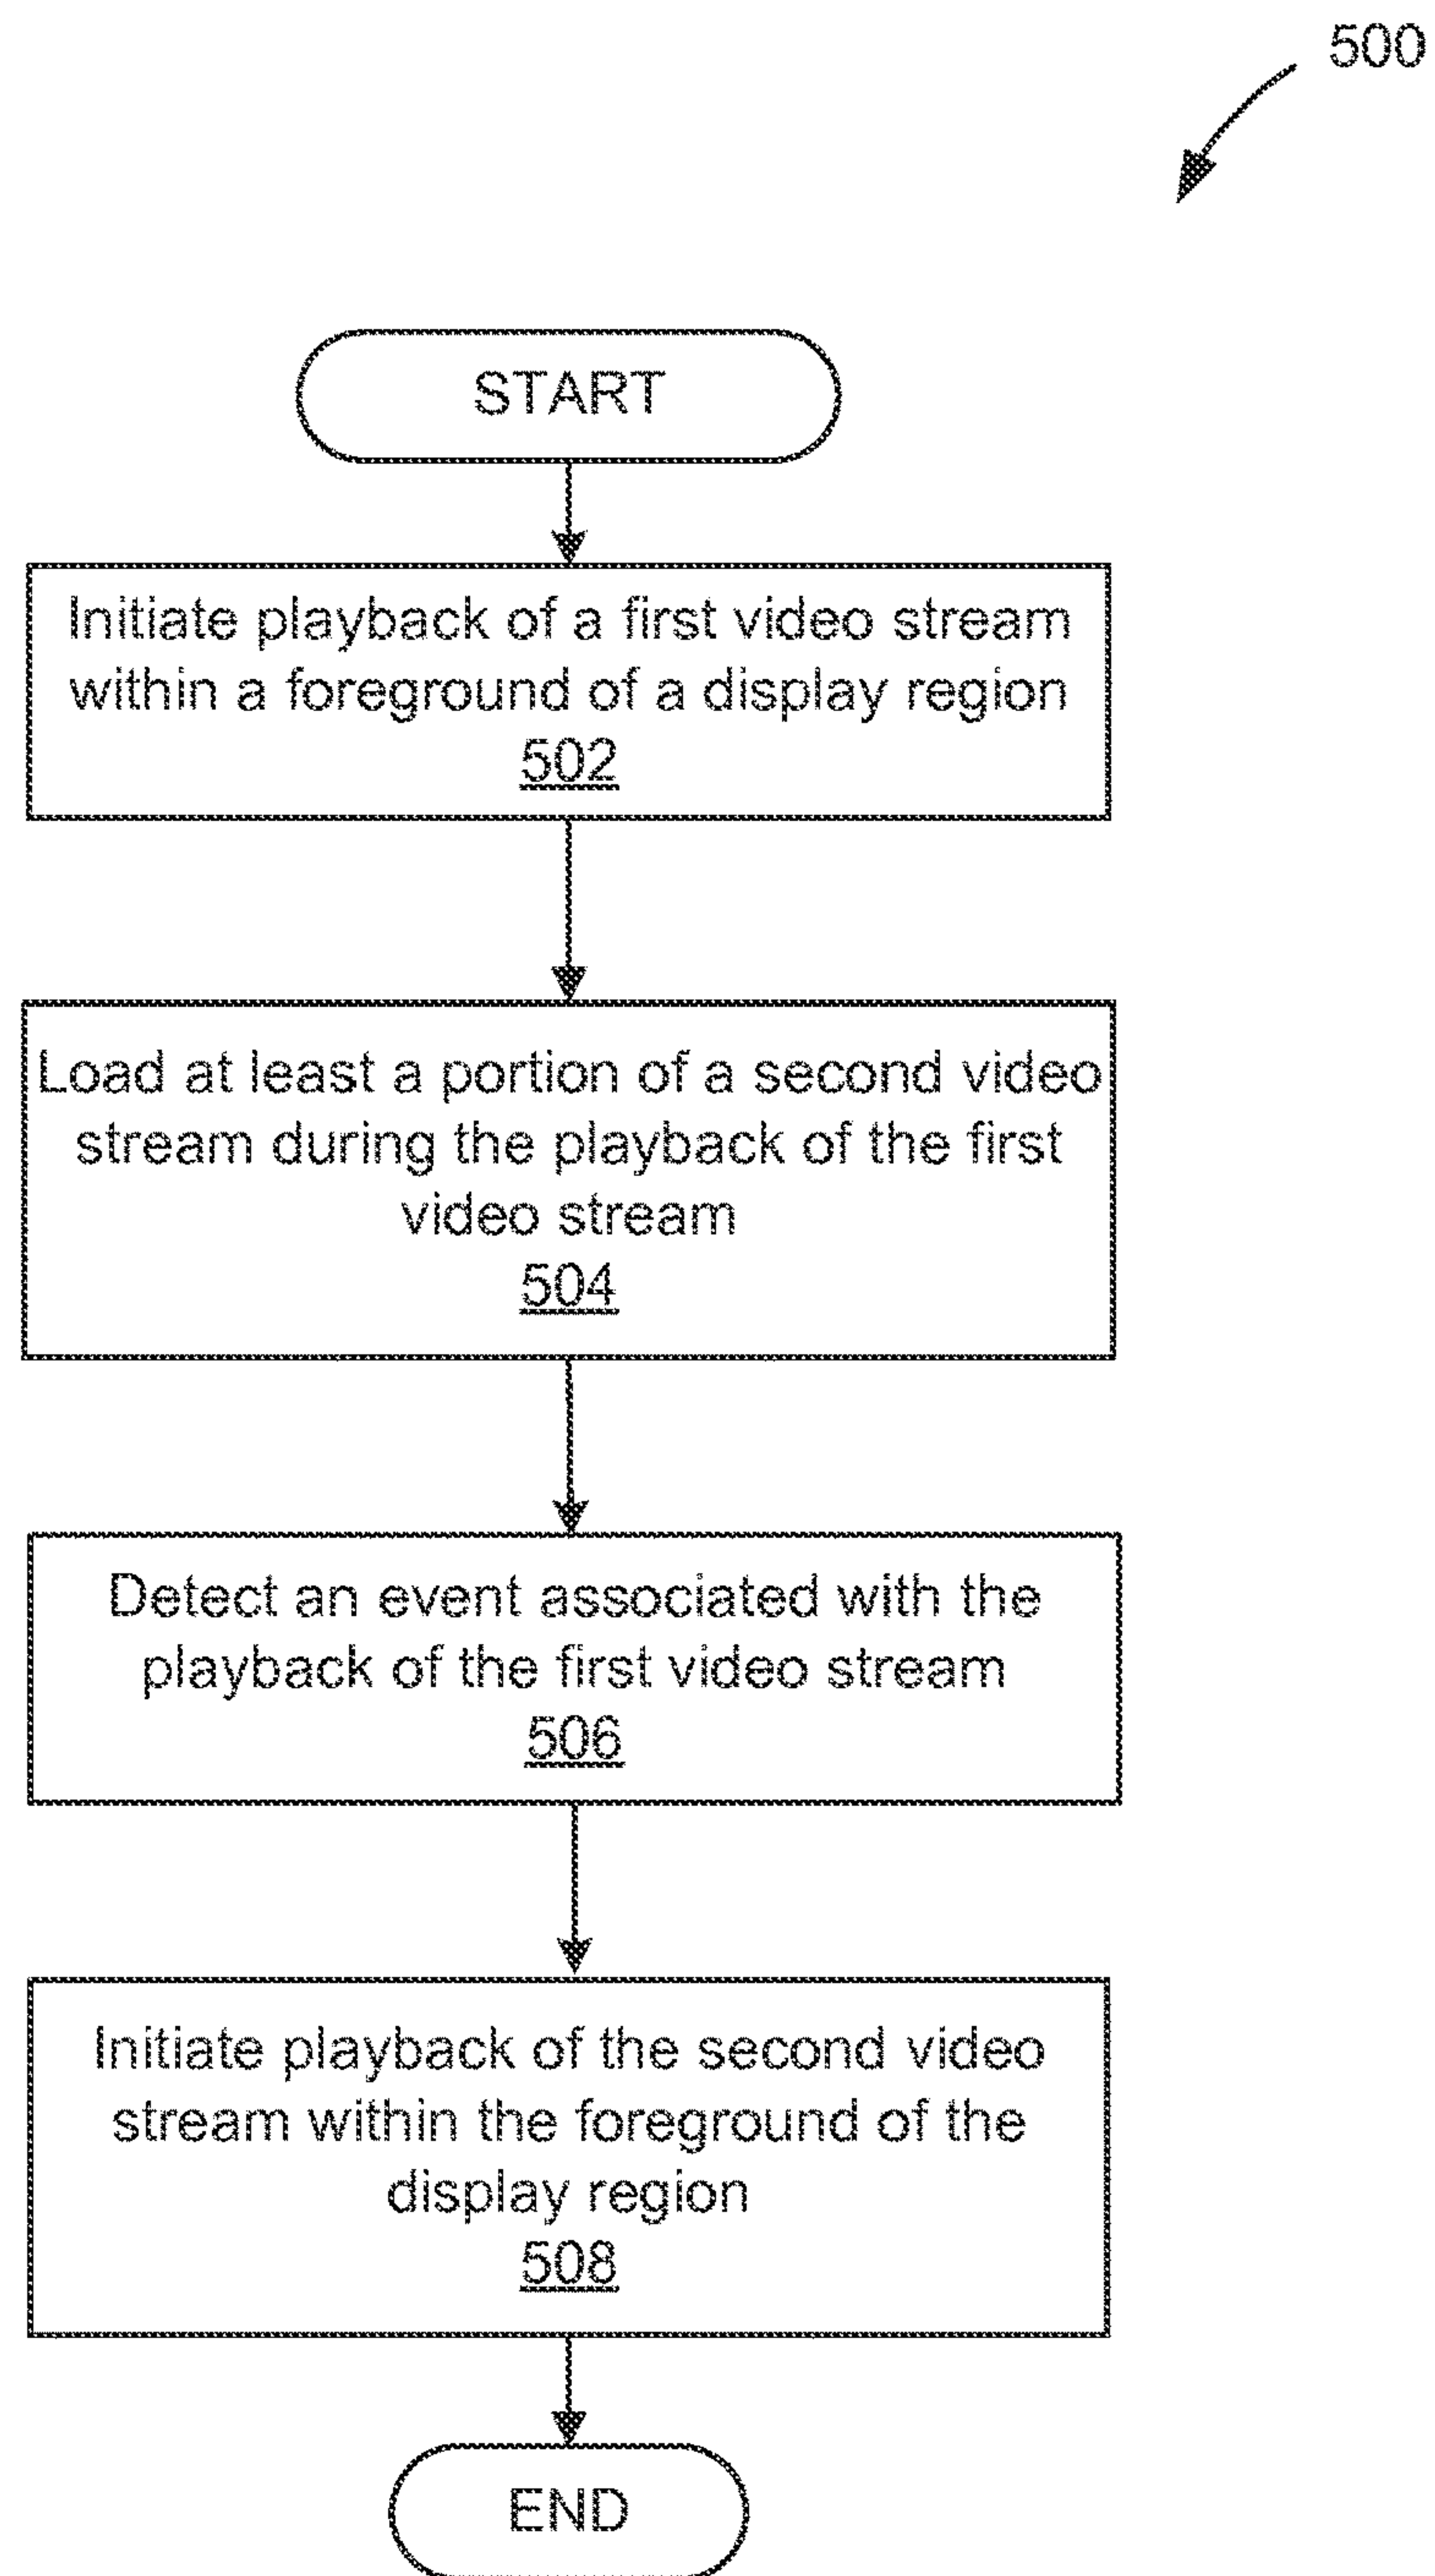 500
START
Initiate playback of a first video stream
within a foreground of a display region
502
Load at least a portion of a second video
stream during the playback of the first
video stream
504
Detect an event associated with the
playback of the first video stream
506
Initiate playback of the second video
stream within the foreground of the
display region
508
END